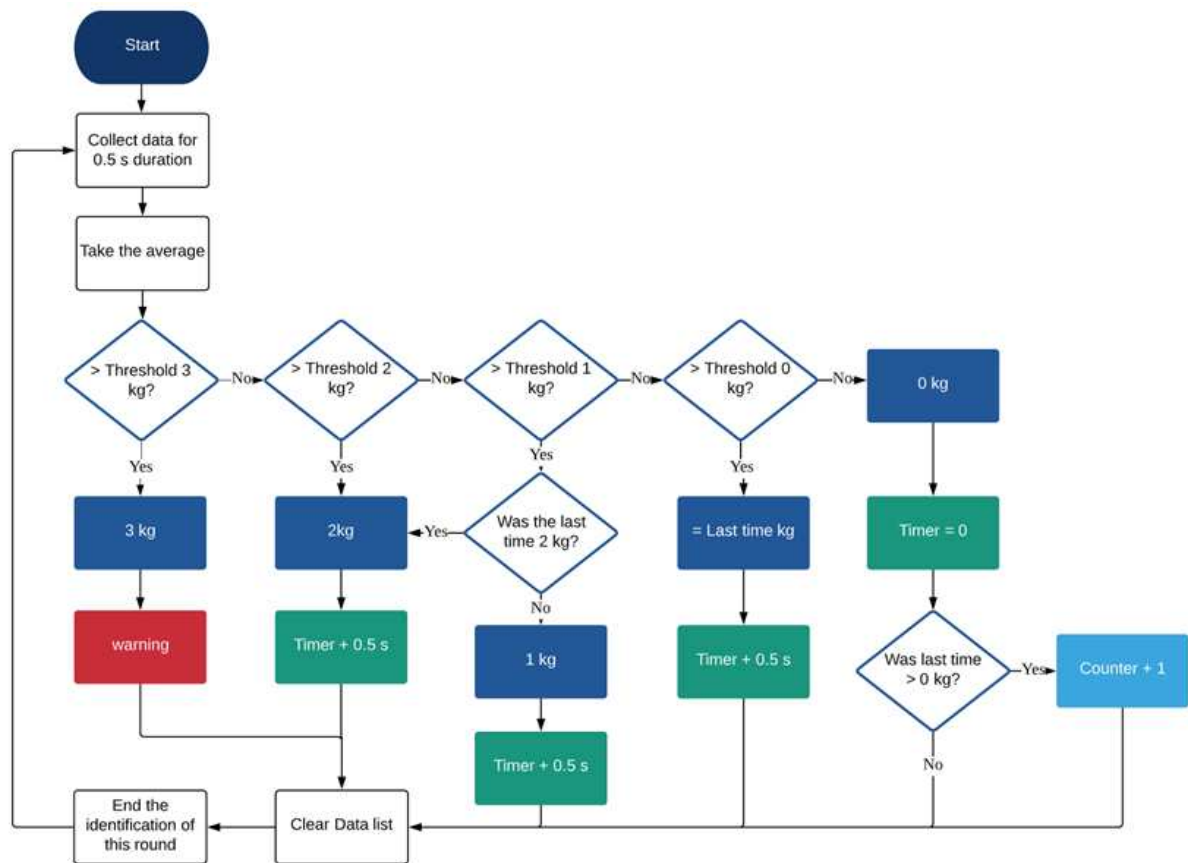 Start
Collect data for
0.5 s duration
Take the average
> Threshold 3
kg?
No
> Threshold 2
kg?
No
> Threshold 1
kg?
No
> Threshold 0
kg?
No
0 kg
Yes
Yes
Yes
Yes
3 kg
2kg
Yes
Was the last
time 2 kg?
= Last time kg
Timer = 0
No
warning
Timer + 0.5 s
1 kg
Timer + 0.5 s
Was last time
> 0 kg?
Yes
Counter + 1
Timer + 0.5 s
No
End the
identification of
this round
Clear Data list